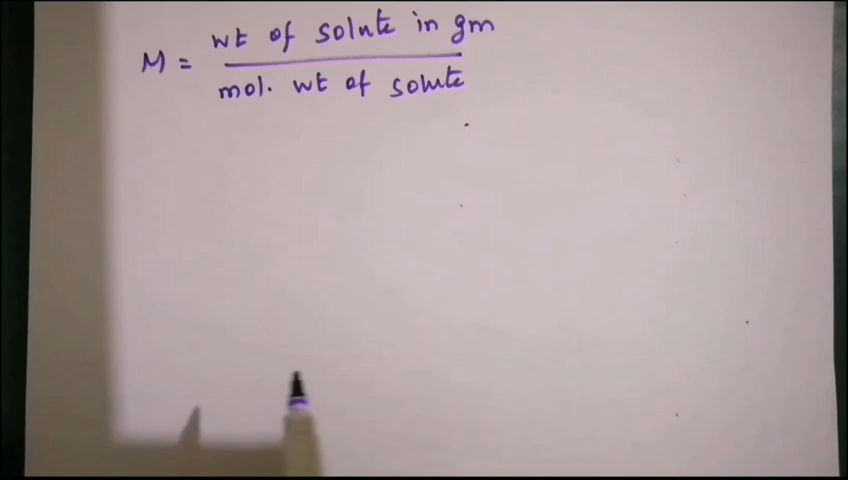 wt of solute in gm
M =
mol. wt of solute